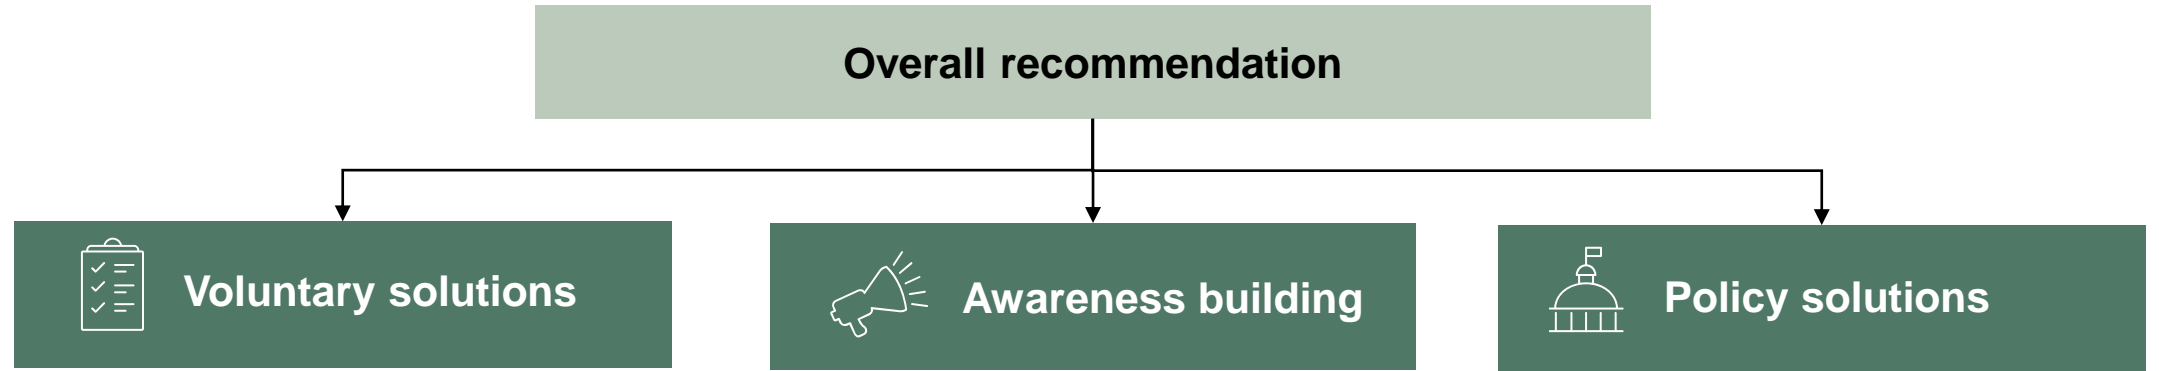 Overall recommendation
Voluntary solutions
Awareness building
Policy solutions